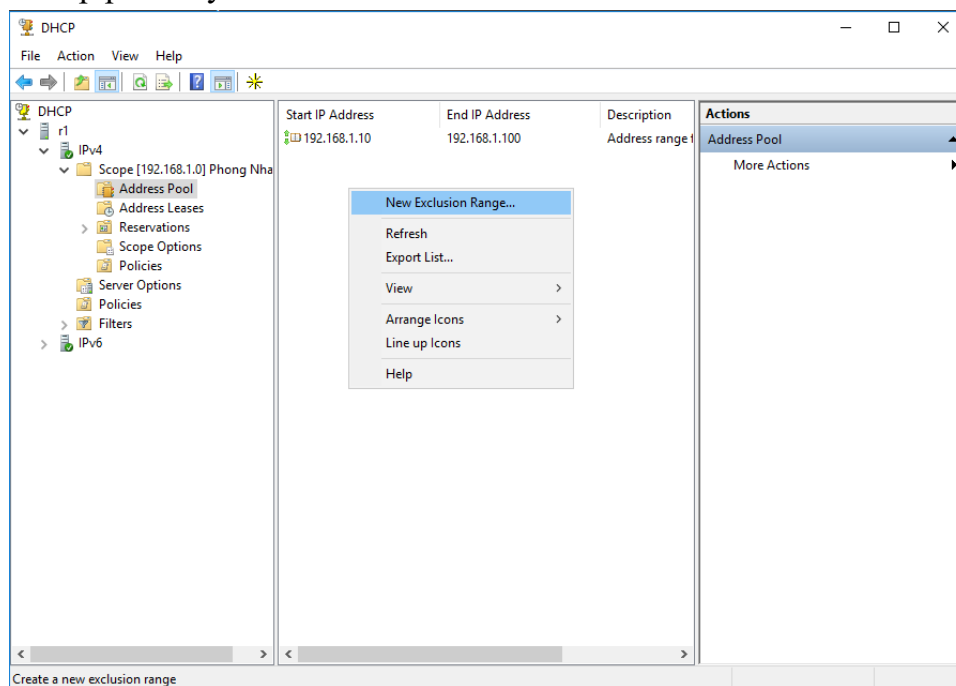 DHCP
File Action View Help
DHCP
r1
IPv4
Scope [192.168.1.0] Phong Nha
Address Pool
Address Leases
Reservations
Scope Options
Policies
Server Options
Policies
Filters
IPv6
Start IP Address End IP Address Description
192.168.1.10 192.168.1.100 Address range f
New Exclusion Range...
Refresh
Export List...
View
Arrange Icons
Line up Icons
Help
Actions
Address Pool
More Actions
Create a new exclusion range